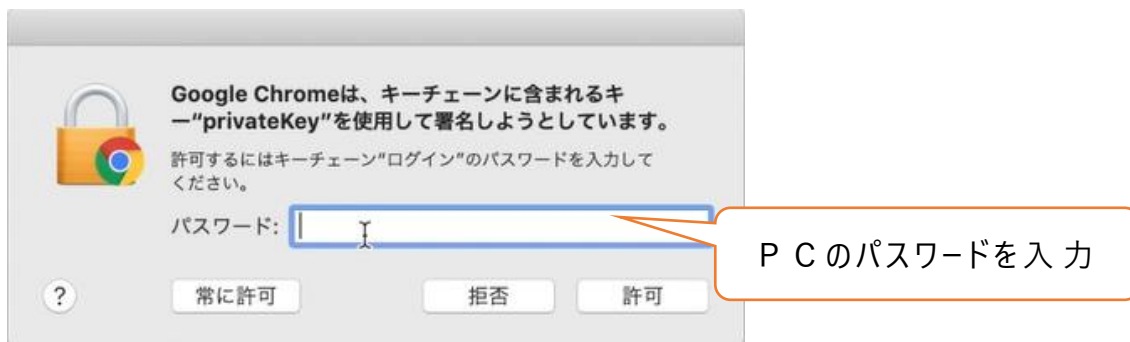 Google Chromeは、キーチェーンに含まれるキ
ー"privateKey"を使用して署名しようとしています。
許可するにはキーチェーン"ログイン"のパスワードを入力して
ください。
パスワード:
ＰＣのパスワードを入力
? 常に許可 拒否 許可